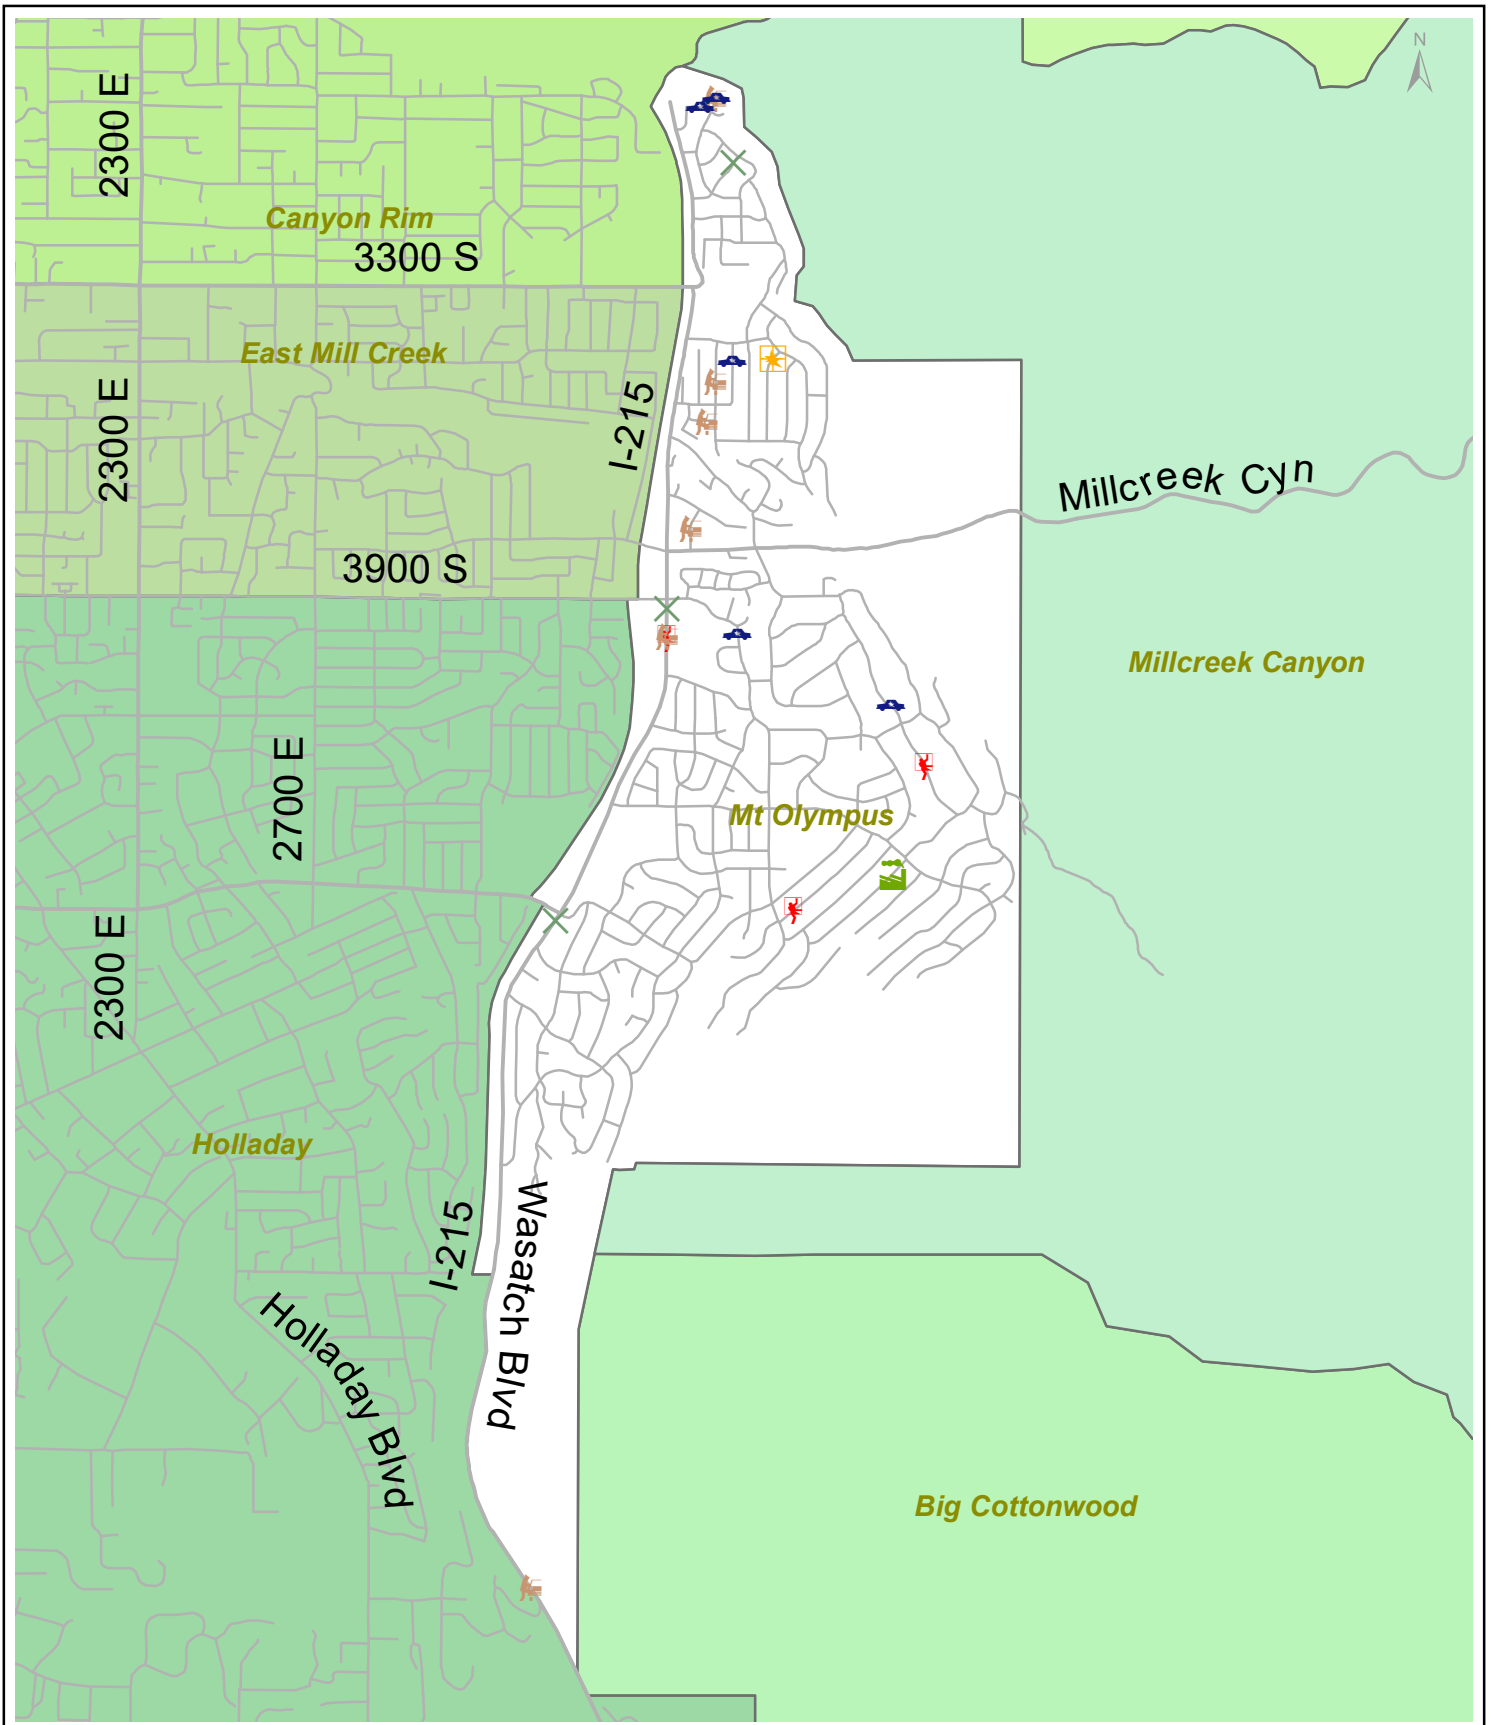 N
2300 E
Canyon Rim
3300 S
East Mill Creek
2300 E
I-215
Millcreek Cyn
3900 S
Millcreek Canyon
2700 E
Mt Olympus
2300 E
Holladay
I-215
Wasatch Blvd
Holladay Blvd
Big Cottonwood